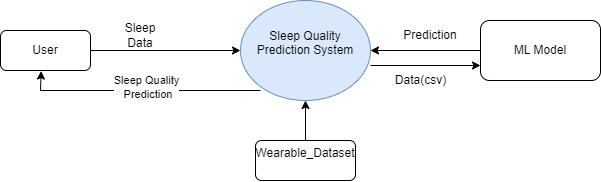 User
Sleep
Data
Sleep Quality
Prediction System
Prediction
ML Model
Sleep Quality
Prediction
Data(csv)
Wearable_Dataset